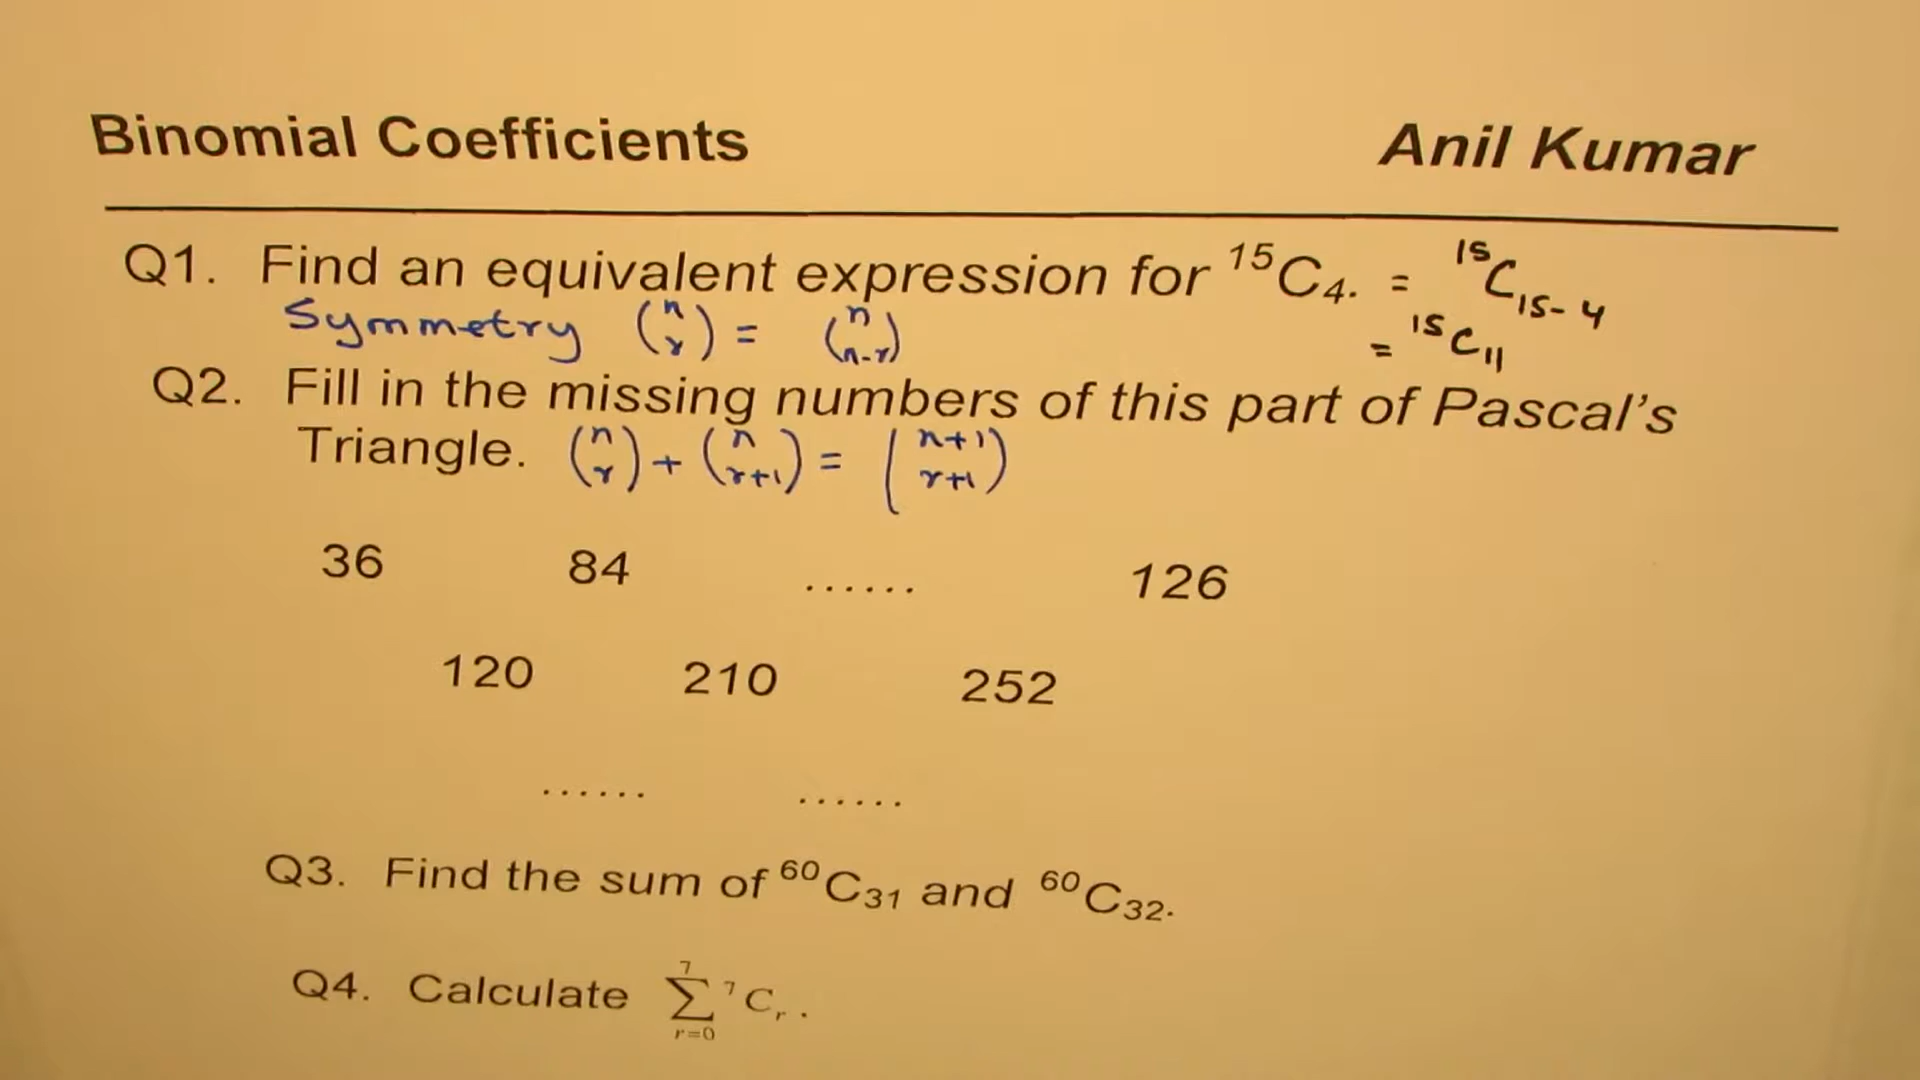 Binomial Coefficients Anil Kumar
Q1. Find an equivalent expression for ¹⁵C₄. = ¹⁵C₁₅₋₄
Symmetry (n r) = (n n-r) = ¹⁵C₁₁
Q2. Fill in the missing numbers of this part of Pascal's
Triangle. (n r) + (n r+1) = (n+1 r+1)
36 84 ...... 126
120 210 252
...... ......
Q3. Find the sum of ⁶⁰C₃₁ and ⁶⁰C₃₂.
Q4. Calculate ∑ r=0 7 ⁷Cᵣ.